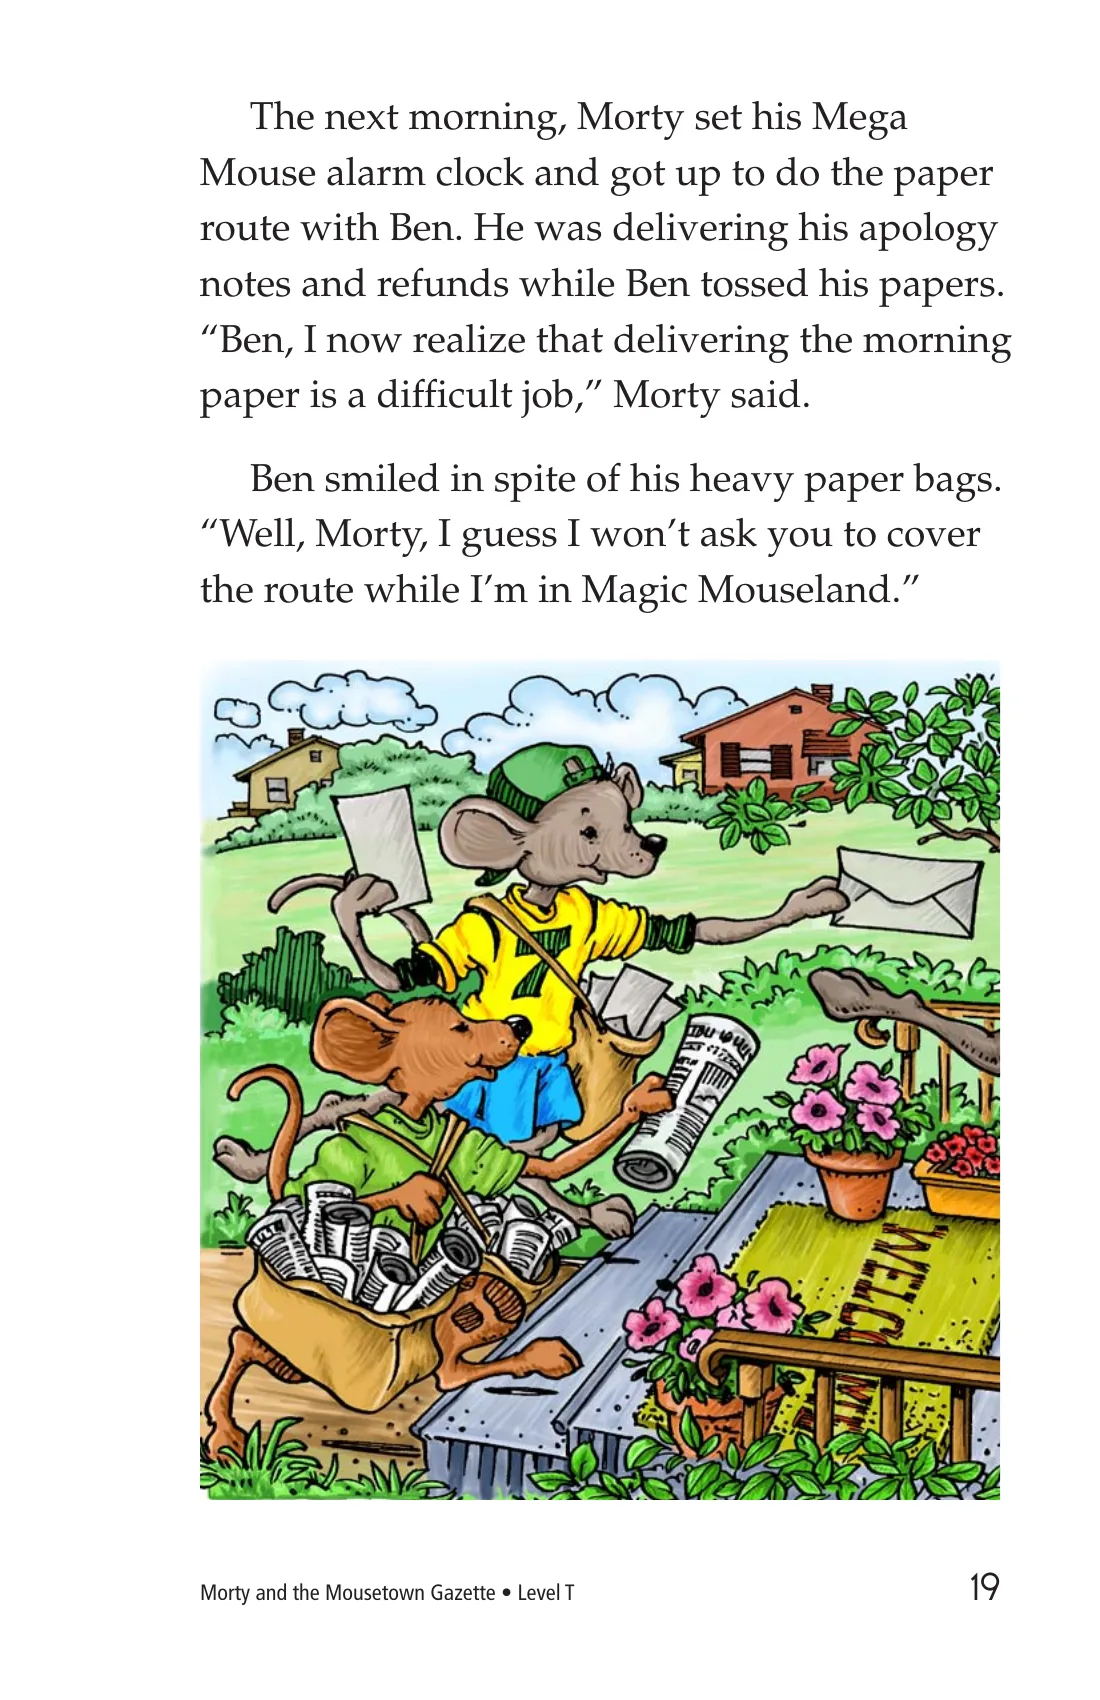 The next morning, Morty set his Mega
Mouse alarm clock and got up to do the paper
route with Ben. He was delivering his apology
notes and refunds while Ben tossed his papers.
“Ben, I now realize that delivering the morning
paper is a difficult job,” Morty said.
Ben smiled in spite of his heavy paper bags.
“Well, Morty, I guess I won’t ask you to cover
the route while I’m in Magic Mouseland.”
7
WELCOME
Morty and the Mousetown Gazette • Level T
19